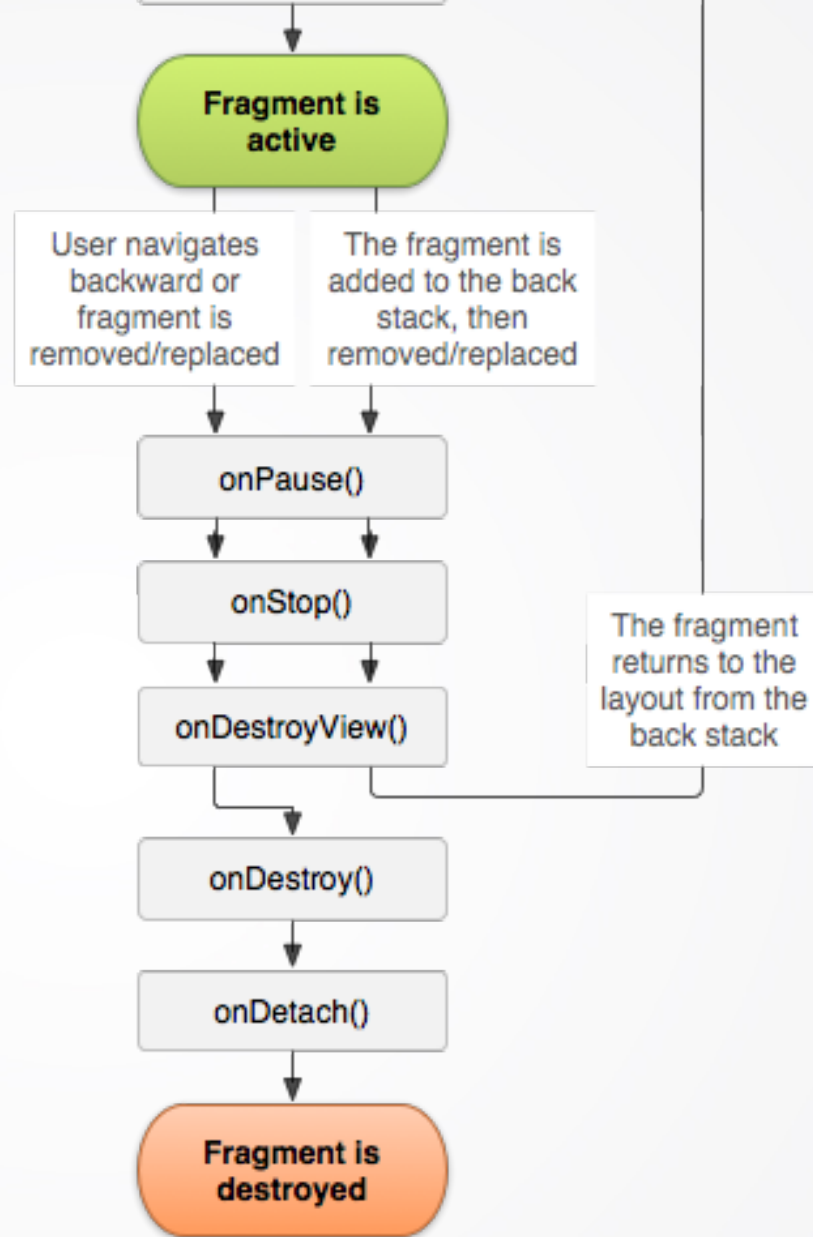 Fragment is
active
User navigates
backward or
fragment is
removed/replaced
The fragment is
added to the back
stack, then
removed/replaced
onPause()
onStop()
The fragment
returns to the
layout from the
back stack
onDestroyView()
onDestroy()
onDetach()
Fragment is
destroyed